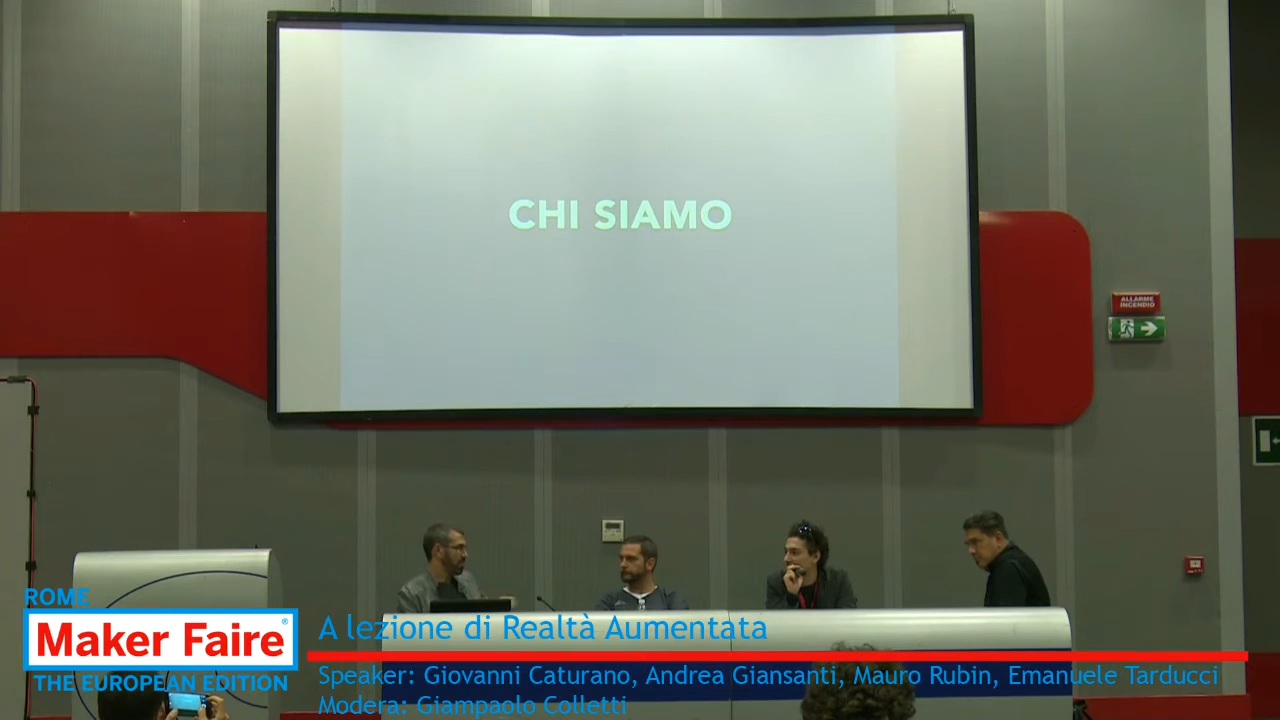 CHI SIAMO
ALLARME
INCENDIO
ROME
Maker Faire®
THE EUROPEAN EDITION
A lezione di Realtà Aumentata
Speaker: Giovanni Caturano, Andrea Giansanti, Mauro Rubin, Emanuele Tarducci
Modera: Giampaolo Colletti